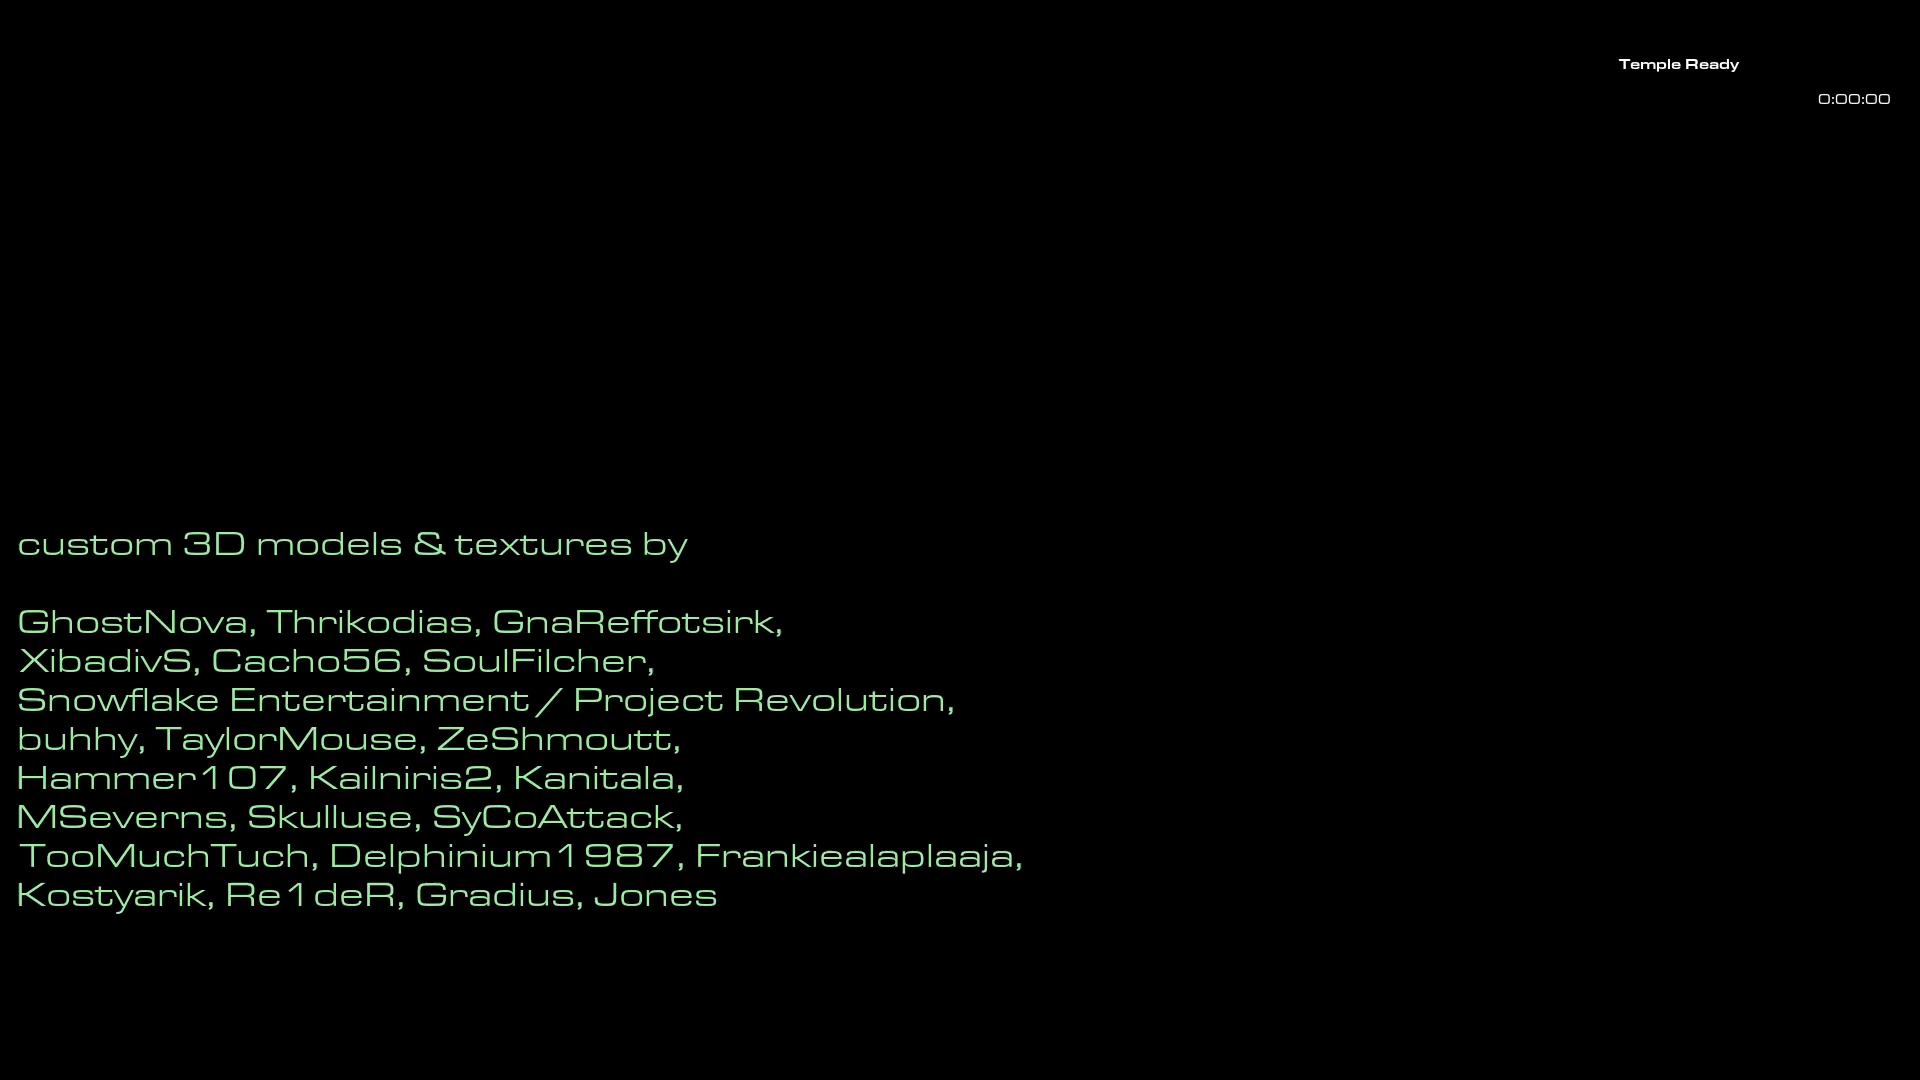 Temple Ready
0:00:00
custom 3D models & textures by
GhostNova, Thrikodias, GnaReffotsirk,
XibadivS, Cacho56, SoulFilcher,
Snowflake Entertainment / Project Revolution,
buhhy, TaylorMouse, ZeShmoutt,
Hammer107, Kailniris2, Kanitala,
MSeverns, Skulluse, SyCoAttack,
TooMuchTuch, Delphinium1987, Frankiealaplaaja,
Kostyarik, Re1deR, Gradius, Jones